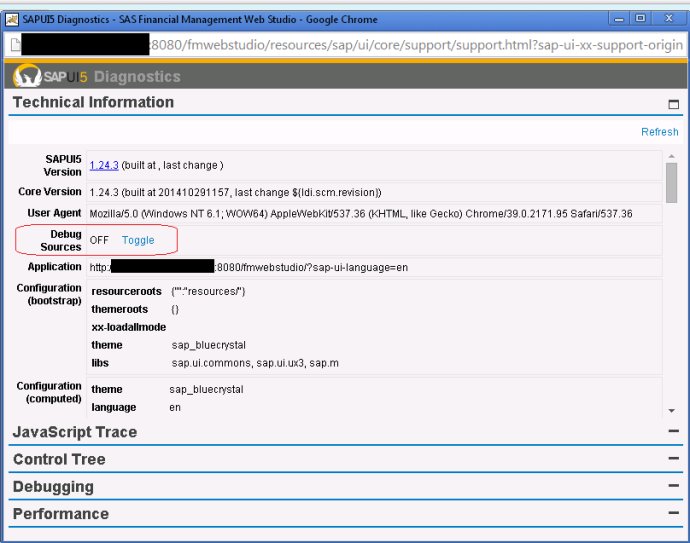 SAPUI5 Diagnostics - SAS Financial Management Web Studio - Google Chrome
:8080/fmwebstudio/resources/sap/ui/core/support/support.html?sap-ui-xx-support-origin
SAPUI5 Diagnostics
Technical Information
Refresh
SAPUI5 Version 1.24.3 (built at , last change )
Core Version 1.24.3 (built at 201410291157, last change ${ldi.scm.revision})
User Agent Mozilla/5.0 (Windows NT 6.1; WOW64) AppleWebKit/537.36 (KHTML, like Gecko) Chrome/39.0.2171.95 Safari/537.36
Debug Sources OFF Toggle
Application http:/ :8080/fmwebstudio/?sap-ui-language=en
Configuration (bootstrap) resourceroots {"":"resources/"}
themeroots {}
xx-loadallmode
theme sap_bluecrystal
libs sap.ui.commons, sap.ui.ux3, sap.m
Configuration (computed) theme sap_bluecrystal
language en
JavaScript Trace
Control Tree
Debugging
Performance